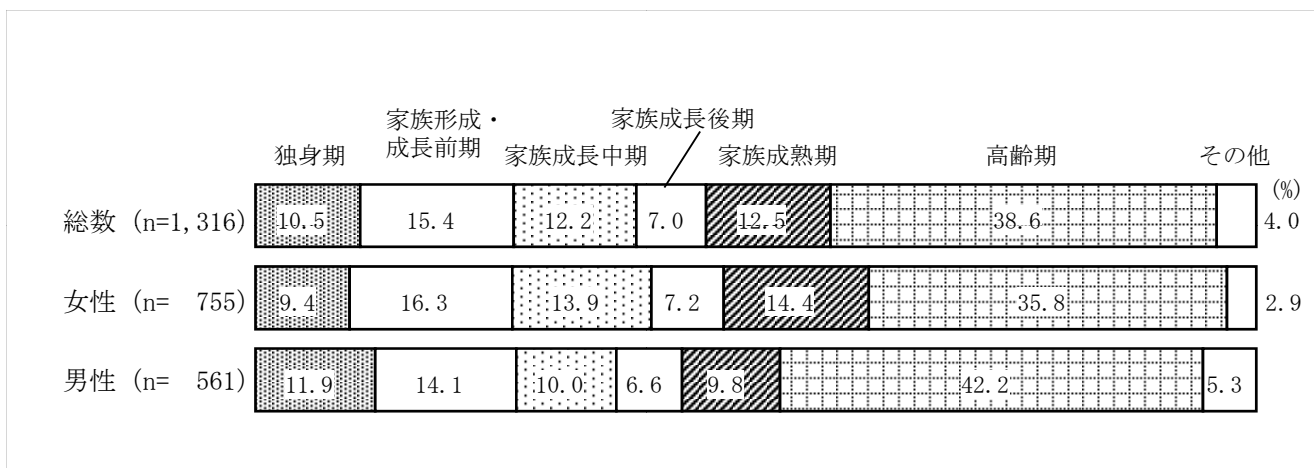 家族形成・
成長前期
家族成長後期
独身期 家族成長中期 家族成熟期 高齢期 その他
(%)
総数 (n=1,316) 10.5 15.4 12.2 7.0 12.5 38.6 4.0
女性 (n= 755) 9.4 16.3 13.9 7.2 14.4 35.8 2.9
男性 (n= 561) 11.9 14.1 10.0 6.6 9.8 42.2 5.3